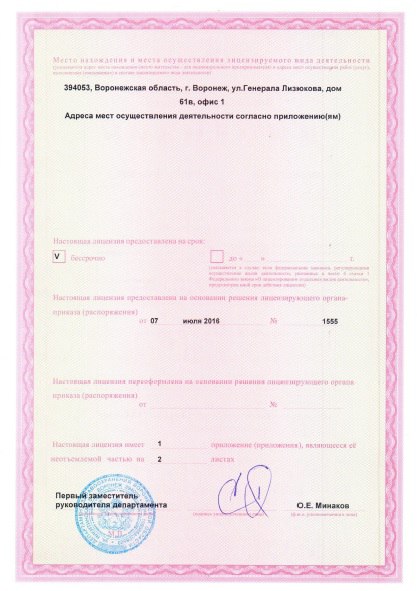 Место нахождения и места осуществления лицензируемого вида деятельности
394053, Воронежская область, г. Воронеж, ул.Генерала Лизюкова, дом
61в, офис 1
Адреса мест осуществления деятельности согласно приложению(ям)
Настоящая лицензия предоставлена на срок:
V бессрочно до « » г.
Настоящая лицензия предоставлена на основании решения лицензирующего органа-
приказа (распоряжения)
от 07 июля 2016 № 1555
Настоящая лицензия переоформлена на основании решения лицензирующего органа
приказа (распоряжения)
от №
Настоящая лицензия имеет 1 приложение (приложения), являющееся её
неотъемлемой частью на 2 листах
Первый заместитель
руководителя департамента Ю.Е. Минаков
М.П.